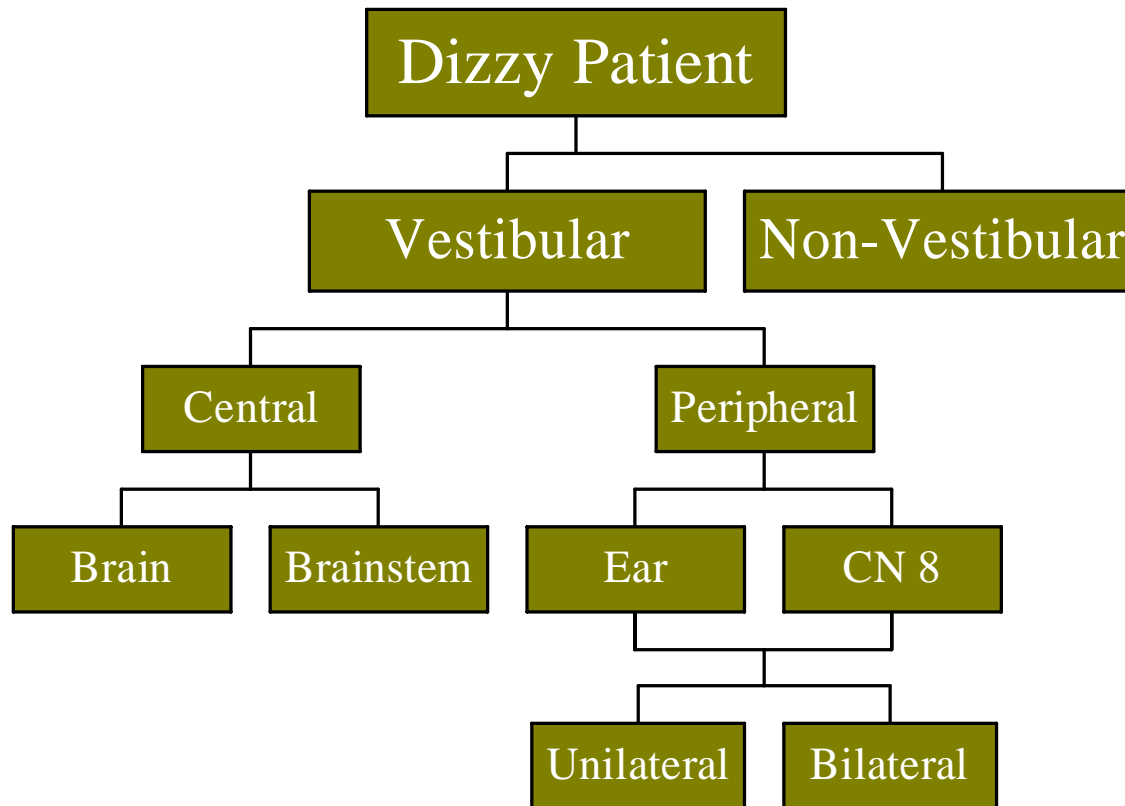 Dizzy Patient
Vestibular
Non-Vestibular
Central
Peripheral
Brain
Brainstem
Ear
CN 8
Unilateral
Bilateral